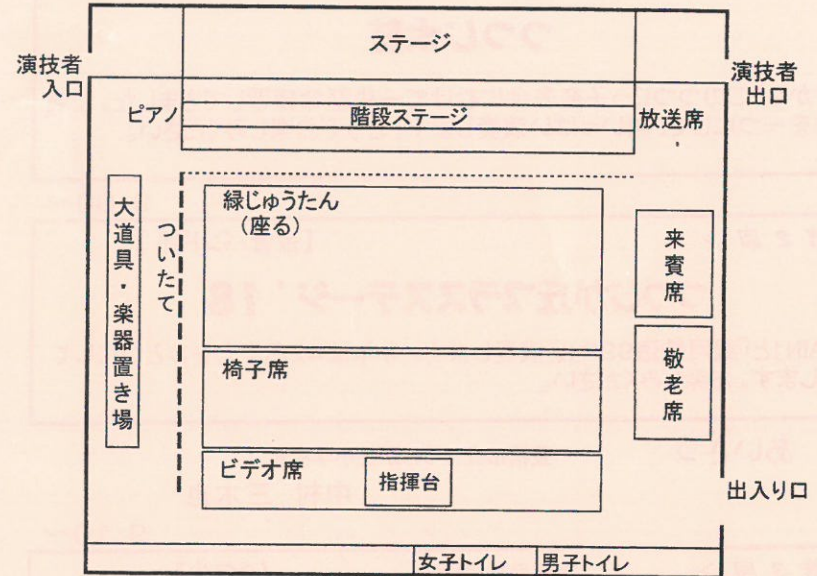 ステージ
演技者
入口
演技者
出口
ピアノ
階段ステージ
放送席
緑じゅうたん
(座る)
大道具・楽器置き場
ついたて
来賓席
椅子席
敬老席
ビデオ席
指揮台
出入り口
女子トイレ
男子トイレ